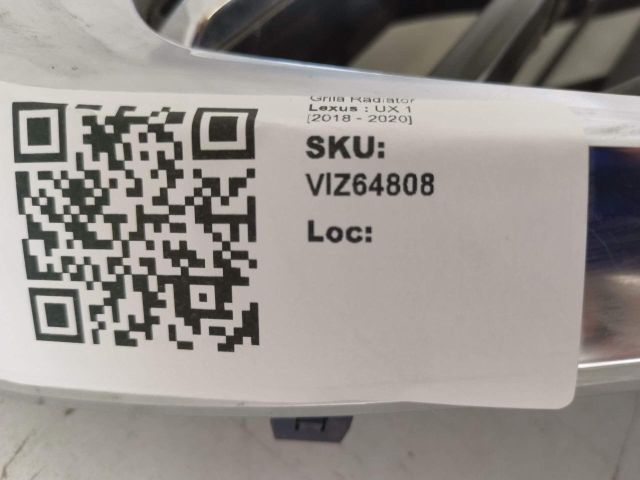 Grila Radiator
Lexus : UX 1
[2018 - 2020]
SKU:
VIZ64808
Loc: